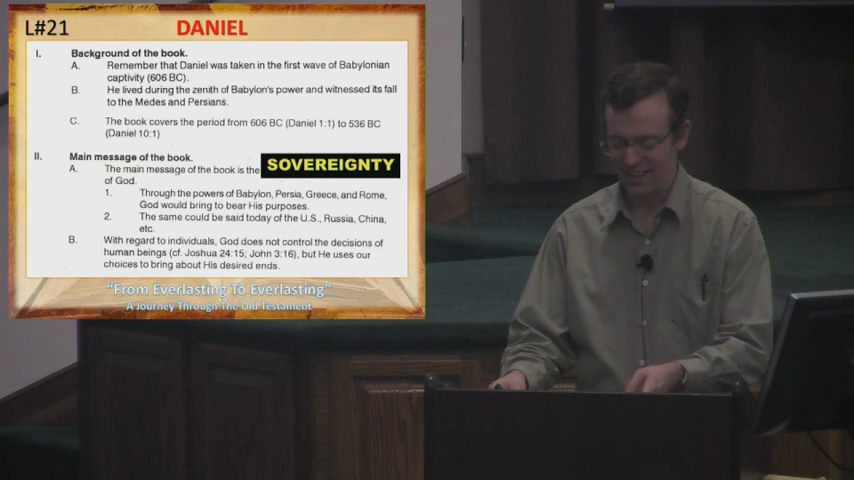 L#21 DANIEL
I. Background of the book.
A. Remember that Daniel was taken in the first wave of Babylonian
captivity (606 BC).
B. He lived during the zenith of Babylon's power and witnessed its fall
to the Medes and Persians.
C. The book covers the period from 606 BC (Daniel 1:1) to 536 BC
(Daniel 10:1)
II. Main message of the book.
A. The main message of the book is the SOVEREIGNTY
of God.
1. Through the powers of Babylon, Persia, Greece, and Rome,
God would bring to bear His purposes.
2. The same could be said today of the U.S., Russia, China,
etc.
B. With regard to individuals, God does not control the decisions of
human beings (cf. Joshua 24:15; John 3:16), but He uses our
choices to bring about His desired ends.
"From Everlasting To Everlasting"
A Journey Through The Old Testament